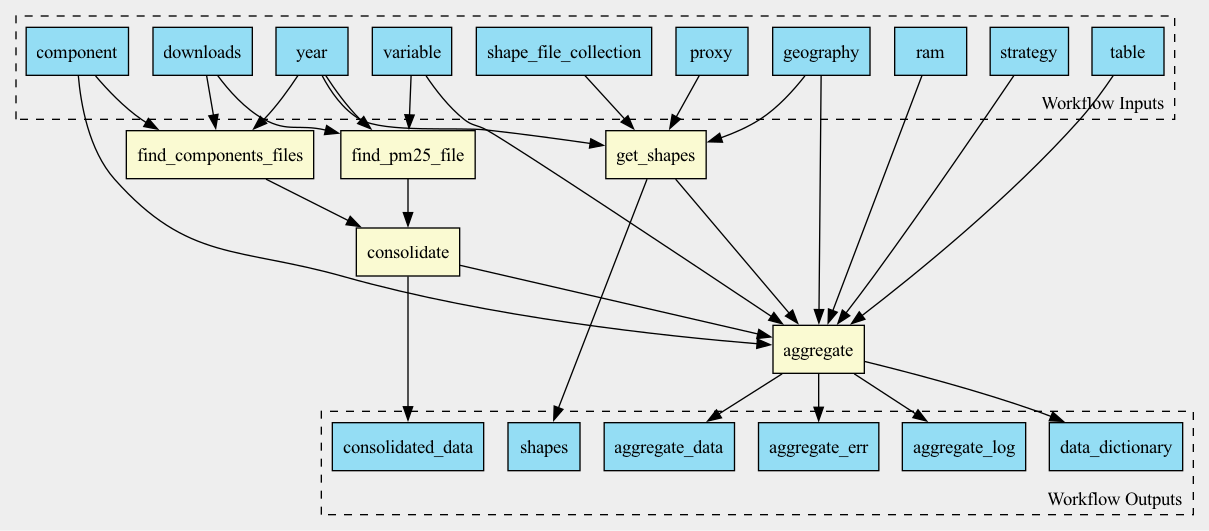 component
downloads
year
variable
shape_file_collection
proxy
geography
ram
strategy
table
Workflow Inputs
find_components_files
find_pm25_file
get_shapes
consolidate
aggregate
consolidated_data
shapes
aggregate_data
aggregate_err
aggregate_log
data_dictionary
Workflow Outputs